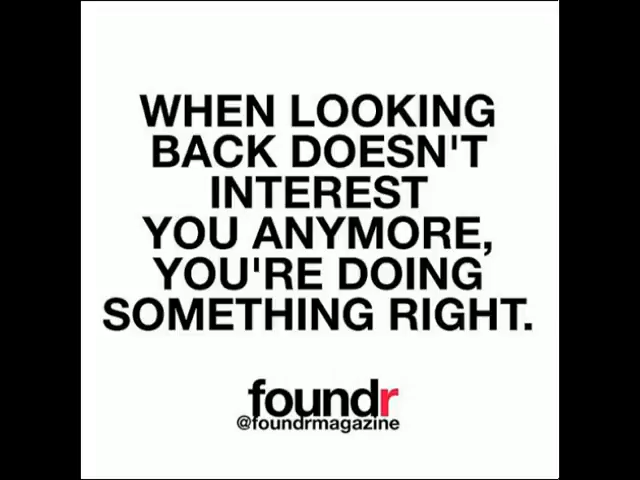 WHEN LOOKING
BACK DOESN'T
INTEREST
YOU ANYMORE,
YOU'RE DOING
SOMETHING RIGHT.
foundr
@foundrmagazine